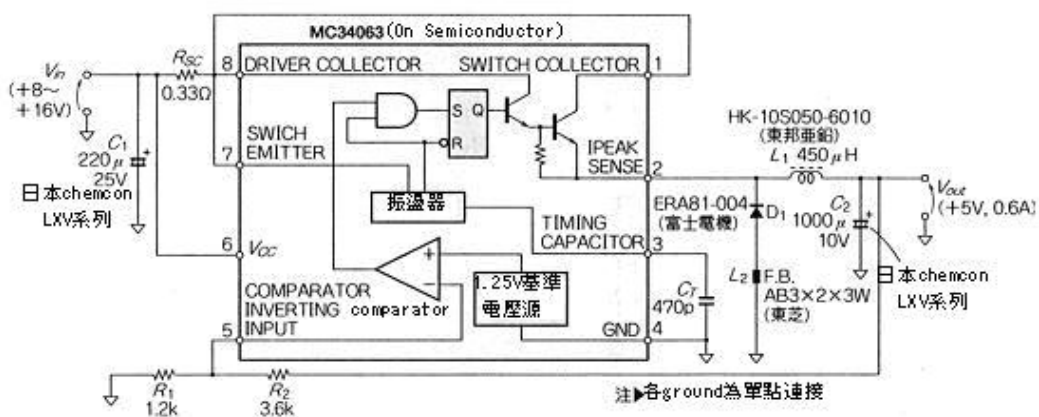 MC34063(On Semiconductor)
RSC
0.33Ω
Vin
(+8～
+16V)
8
DRIVER COLLECTOR
SWITCH COLLECTOR
1
S Q
R
HK-10S050-6010
(東邦亜鉛)
L1 450μH
C1
220μ
25V
日本chemcon
LXV系列
7
SWICH
EMITTER
IPEAK
SENSE
2
振盪器
ERA81-004
(富士電機)
D1
C2
1000μ
10V
Vout
(+5V, 0.6A)
日本chemcon
LXV系列
TIMING
CAPACITOR
3
6
VCC
+
−
1.25V基準
電壓源
CT
470p
L2
F.B.
AB3×2×3W
(東芝)
COMPARATOR
INVERTING comparator
INPUT
5
GND
4
R1
1.2k
R2
3.6k
注▶各ground為單點連接